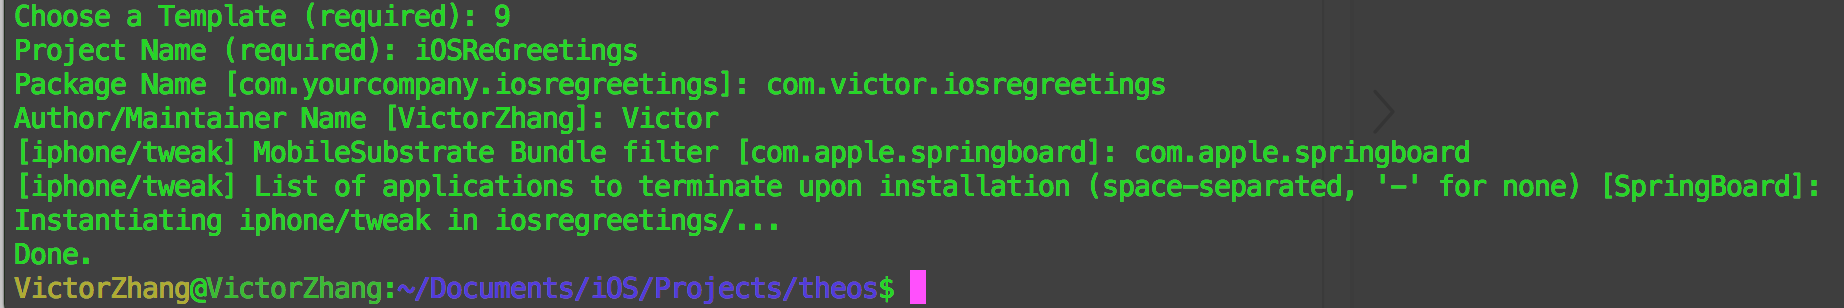 Choose a Template (required): 9
Project Name (required): iOSReGreetings
Package Name [com.yourcompany.iosregreetings]: com.victor.iosregreetings
Author/Maintainer Name [VictorZhang]: Victor
[iphone/tweak] MobileSubstrate Bundle filter [com.apple.springboard]: com.apple.springboard
[iphone/tweak] List of applications to terminate upon installation (space-separated, '-' for none) [SpringBoard]:
Instantiating iphone/tweak in iosregreetings/...
Done.
VictorZhang@VictorZhang:~/Documents/iOS/Projects/theos$